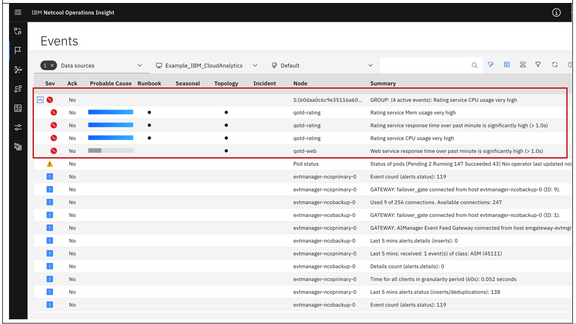 IBM Netcool Operations Insight
Events
1 × Data sources Example_IBM_CloudAnalytics Default
Sev Ack Probable Cause Runbook Seasonal Topology Incident Node Summary
No S:{60daa0c6c9e35116a60... GROUP: (4 active events): Rating service CPU usage very high
No qotd-rating Rating service Mem usage very high
No qotd-rating Rating service response time over past minute is significantly high (> 1.0s)
No qotd-rating Rating service CPU usage very high
No qotd-web Web service response time over past minute is significantly high (> 1.0s)
No Pod status Status of pods [Pending 2 Running 147 Succeeded 43] Noi operator last updated noi
No evtmanager-ncoprimary-0 Event count (alerts.status): 119
No evtmanager-ncoprimary-0 GATEWAY: failover_gate connected from host evtmanager-ncobackup-0 (ID: 9).
No evtmanager-ncobackup-0 Used 9 of 256 connections. Available connections: 247
No evtmanager-ncobackup-0 GATEWAY: failover_gate connected from host evtmanager-ncobackup-0 (ID: 1).
No evtmanager-ncoprimary-0 GATEWAY: AIManager Event Feed Gateway connected from host emgateway-evtmgr
No evtmanager-ncobackup-0 Last 5 mins alerts.details (inserts): 0
No evtmanager-ncoprimary-0 Last 5 mins: received: 1 event(s) of class: ASM (45111)
No evtmanager-ncobackup-0 Details count (alerts.details): 0
No evtmanager-ncobackup-0 Time for all clients in granularity period (60s): 0.052 seconds
No evtmanager-ncobackup-0 Last 5 mins alerts.status (inserts/deduplications): 138
No evtmanager-ncobackup-0 Event count (alerts.status): 119